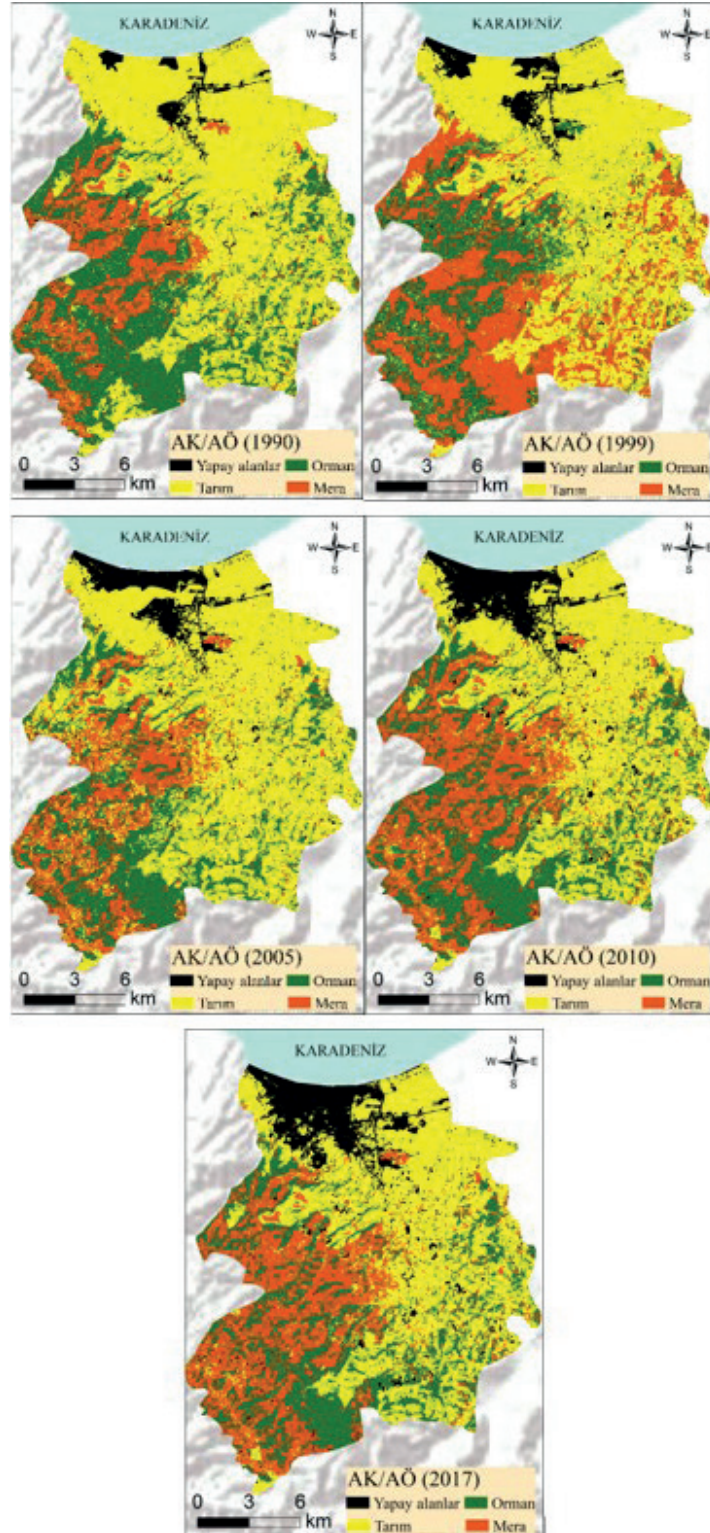 KARADENİZ
N
W E
S
AK/AÖ (1990)
0 3 6 km
Yapay alanlar Orman
Tarım Mera
KARADENİZ
N
W E
S
AK/AÖ (1999)
0 3 6 km
Yapay alanlar Orman
Tarım Mera
KARADENİZ
N
W E
S
AK/AÖ (2005)
0 3 6 km
Yapay alanlar Orman
Tarım Mera
KARADENİZ
N
W E
S
AK/AÖ (2010)
0 3 6 km
Yapay alanlar Orman
Tarım Mera
KARADENİZ
N
W E
S
AK/AÖ (2017)
0 3 6 km
Yapay alanlar Orman
Tarım Mera